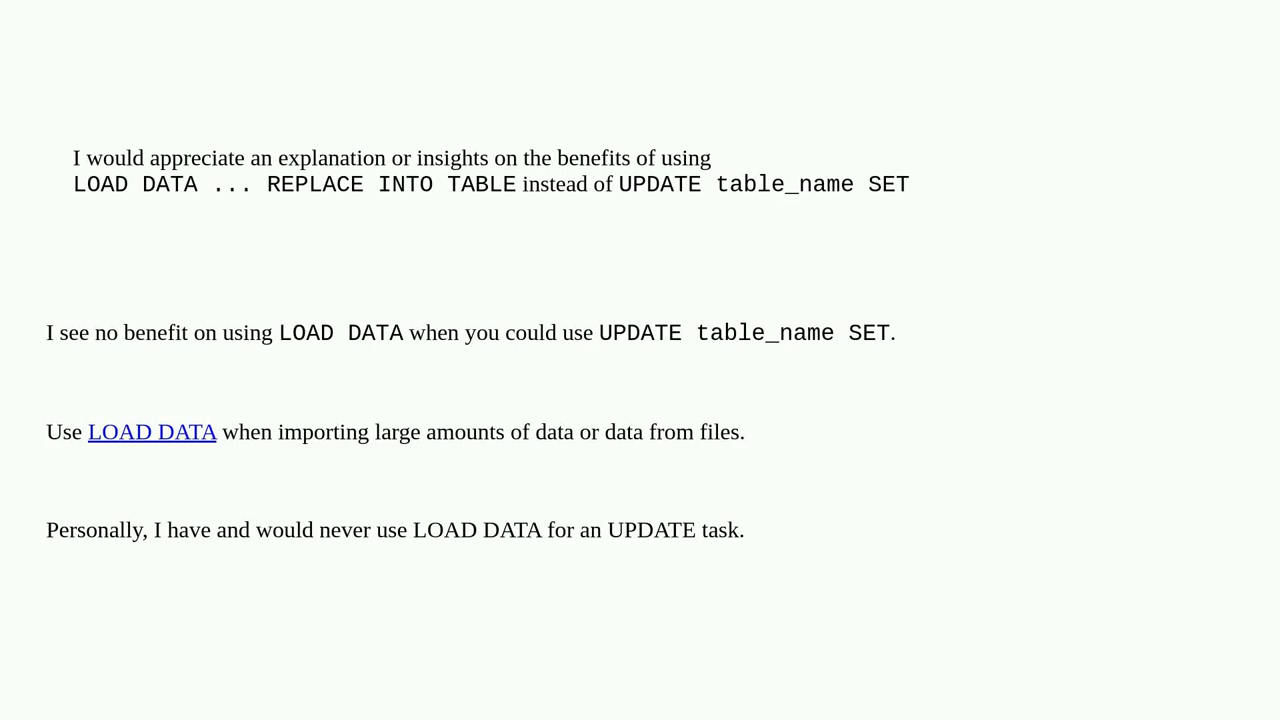 I would appreciate an explanation or insights on the benefits of using
LOAD DATA ... REPLACE INTO TABLE instead of UPDATE table_name SET
I see no benefit on using LOAD DATA when you could use UPDATE table_name SET.
Use LOAD DATA when importing large amounts of data or data from files.
Personally, I have and would never use LOAD DATA for an UPDATE task.